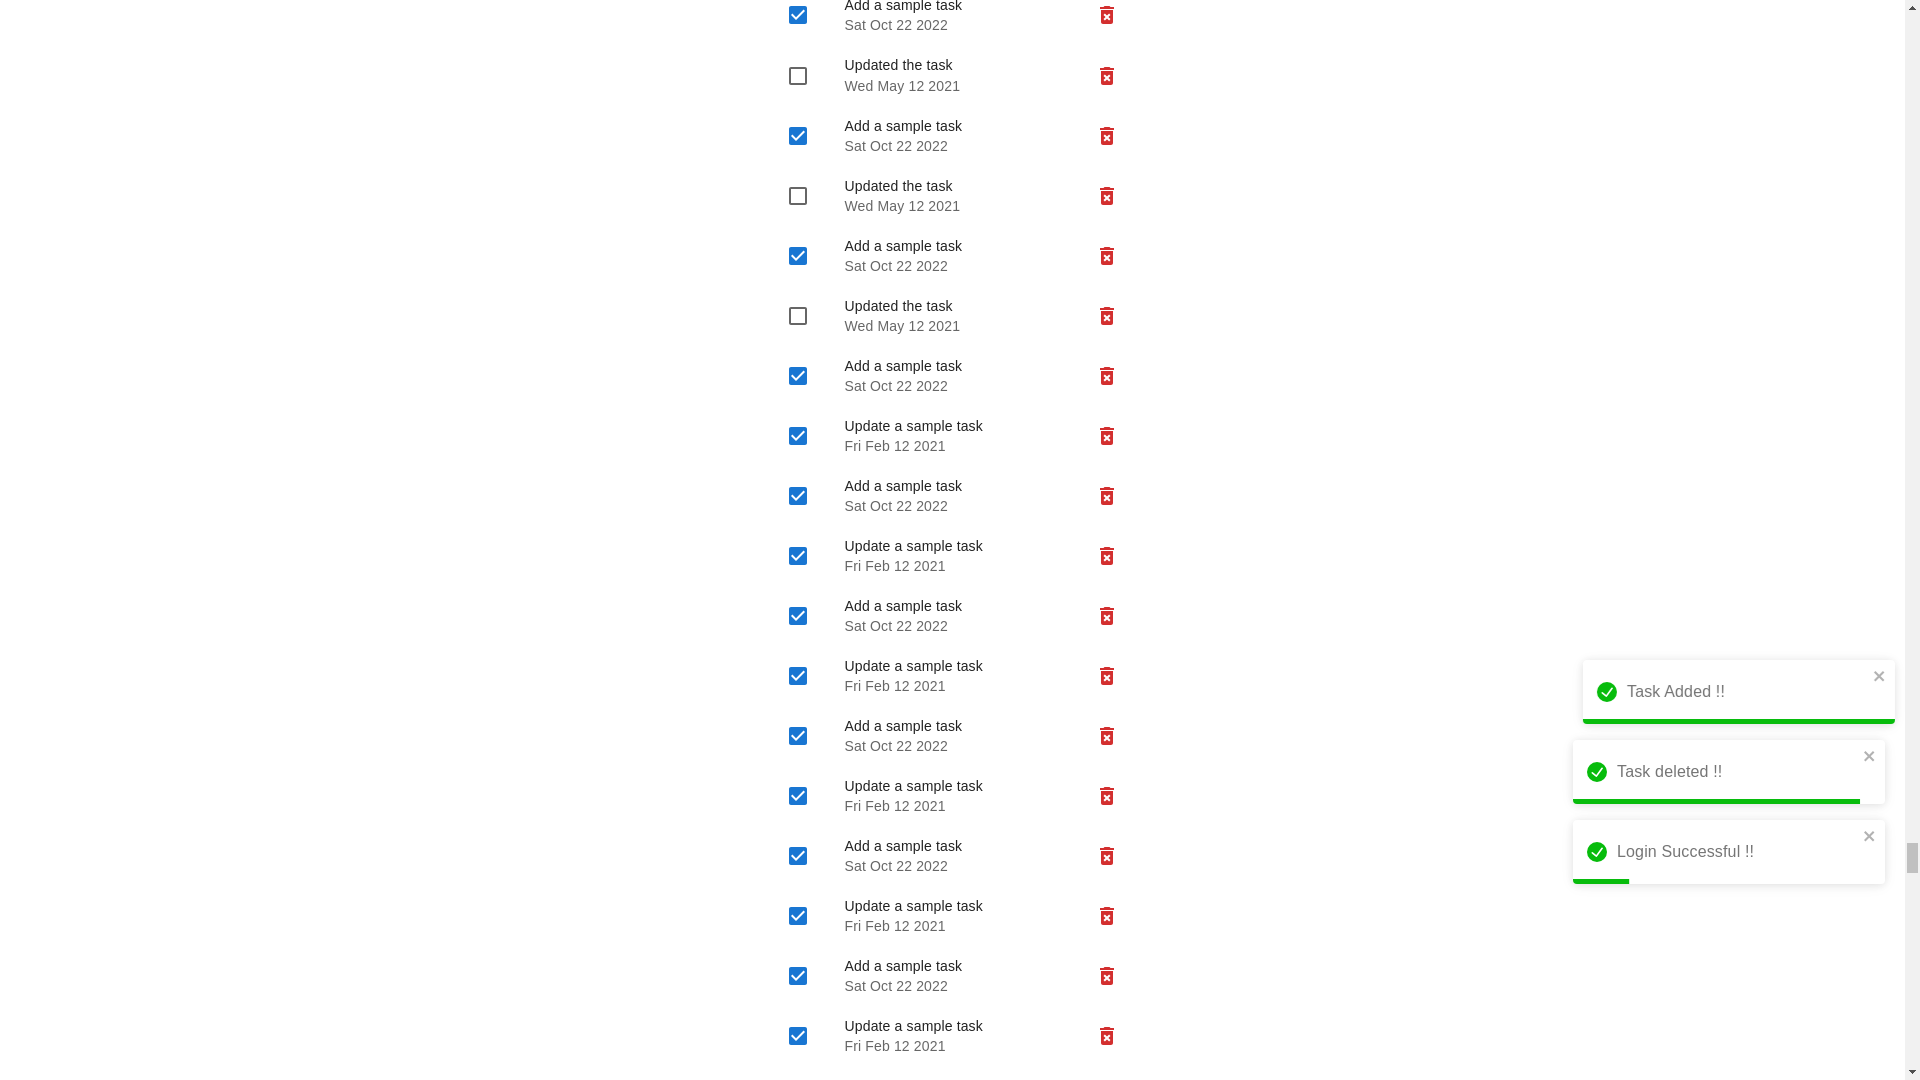 Add a sample task
Sat Oct 22 2022
Updated the task
Wed May 12 2021
Add a sample task
Sat Oct 22 2022
Updated the task
Wed May 12 2021
Add a sample task
Sat Oct 22 2022
Updated the task
Wed May 12 2021
Add a sample task
Sat Oct 22 2022
Update a sample task
Fri Feb 12 2021
Add a sample task
Sat Oct 22 2022
Update a sample task
Fri Feb 12 2021
Add a sample task
Sat Oct 22 2022
Update a sample task
Fri Feb 12 2021
Add a sample task
Sat Oct 22 2022
Update a sample task
Fri Feb 12 2021
Add a sample task
Sat Oct 22 2022
Update a sample task
Fri Feb 12 2021
Add a sample task
Sat Oct 22 2022
Update a sample task
Fri Feb 12 2021
Task Added !!
Task deleted !!
Login Successful !!